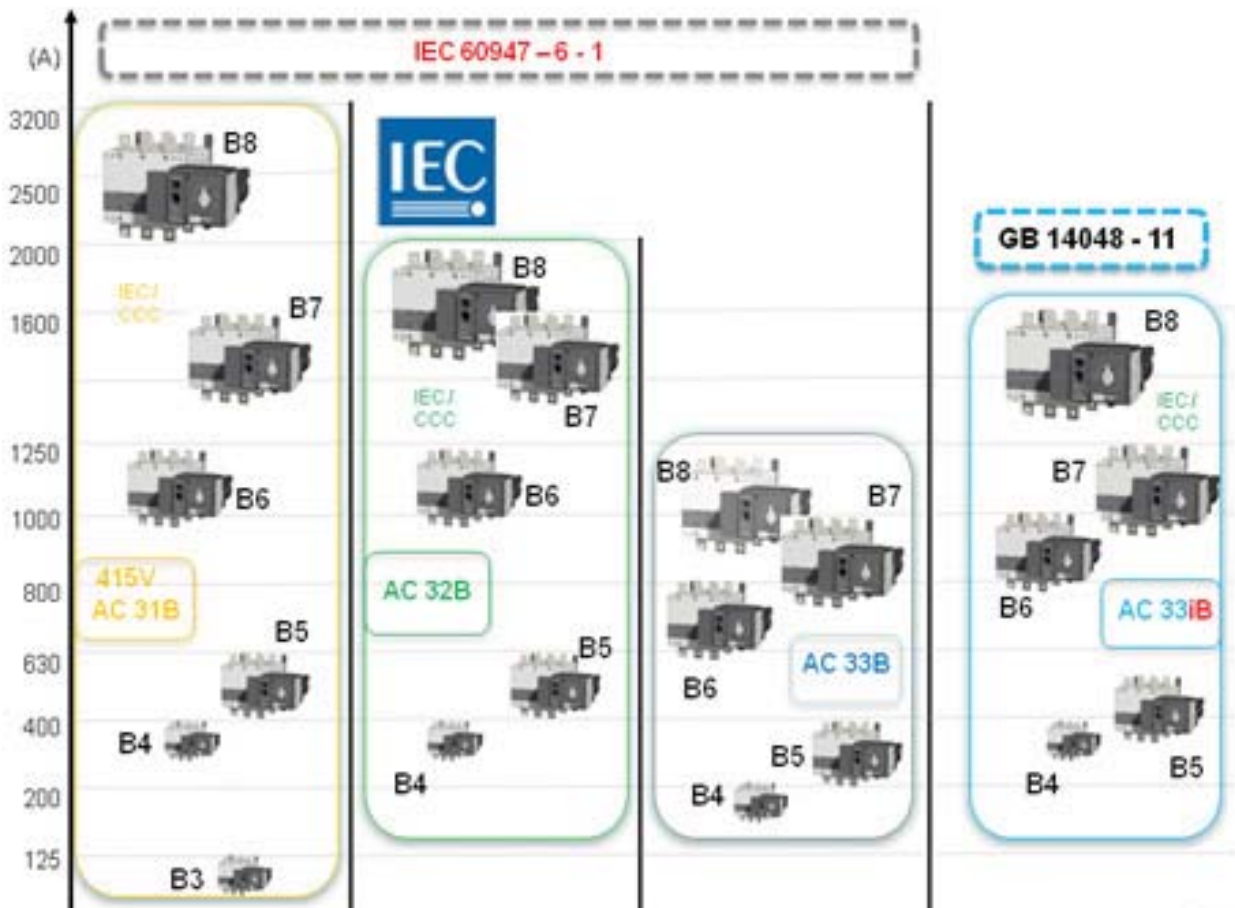 (A)
IEC 60947 – 6 - 1
3200
2500
2000
1600
1250
1000
800
630
400
200
125
B8
IEC/
CCC
B7
B6
415V
AC 31B
B5
B4
B3
IEC
B8
B7
IEC/
CCC
B6
AC 32B
B5
B4
B8
B7
B6
AC 33B
B5
B4
GB 14048 - 11
B8
IEC/
CCC
B7
B6
AC 33iB
B4
B5